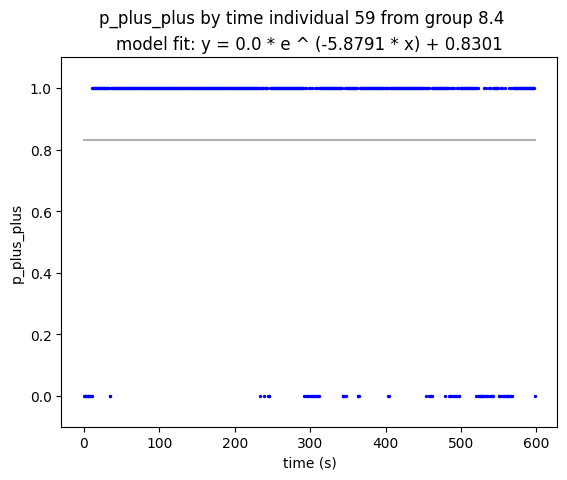 p_plus_plus by time individual 59 from group 8.4
model fit: y = 0.0 * e ^ (-5.8791 * x) + 0.8301
1.0
0.8
0.6
0.4
0.2
0.0
p_plus_plus
0 100 200 300 400 500 600
time (s)